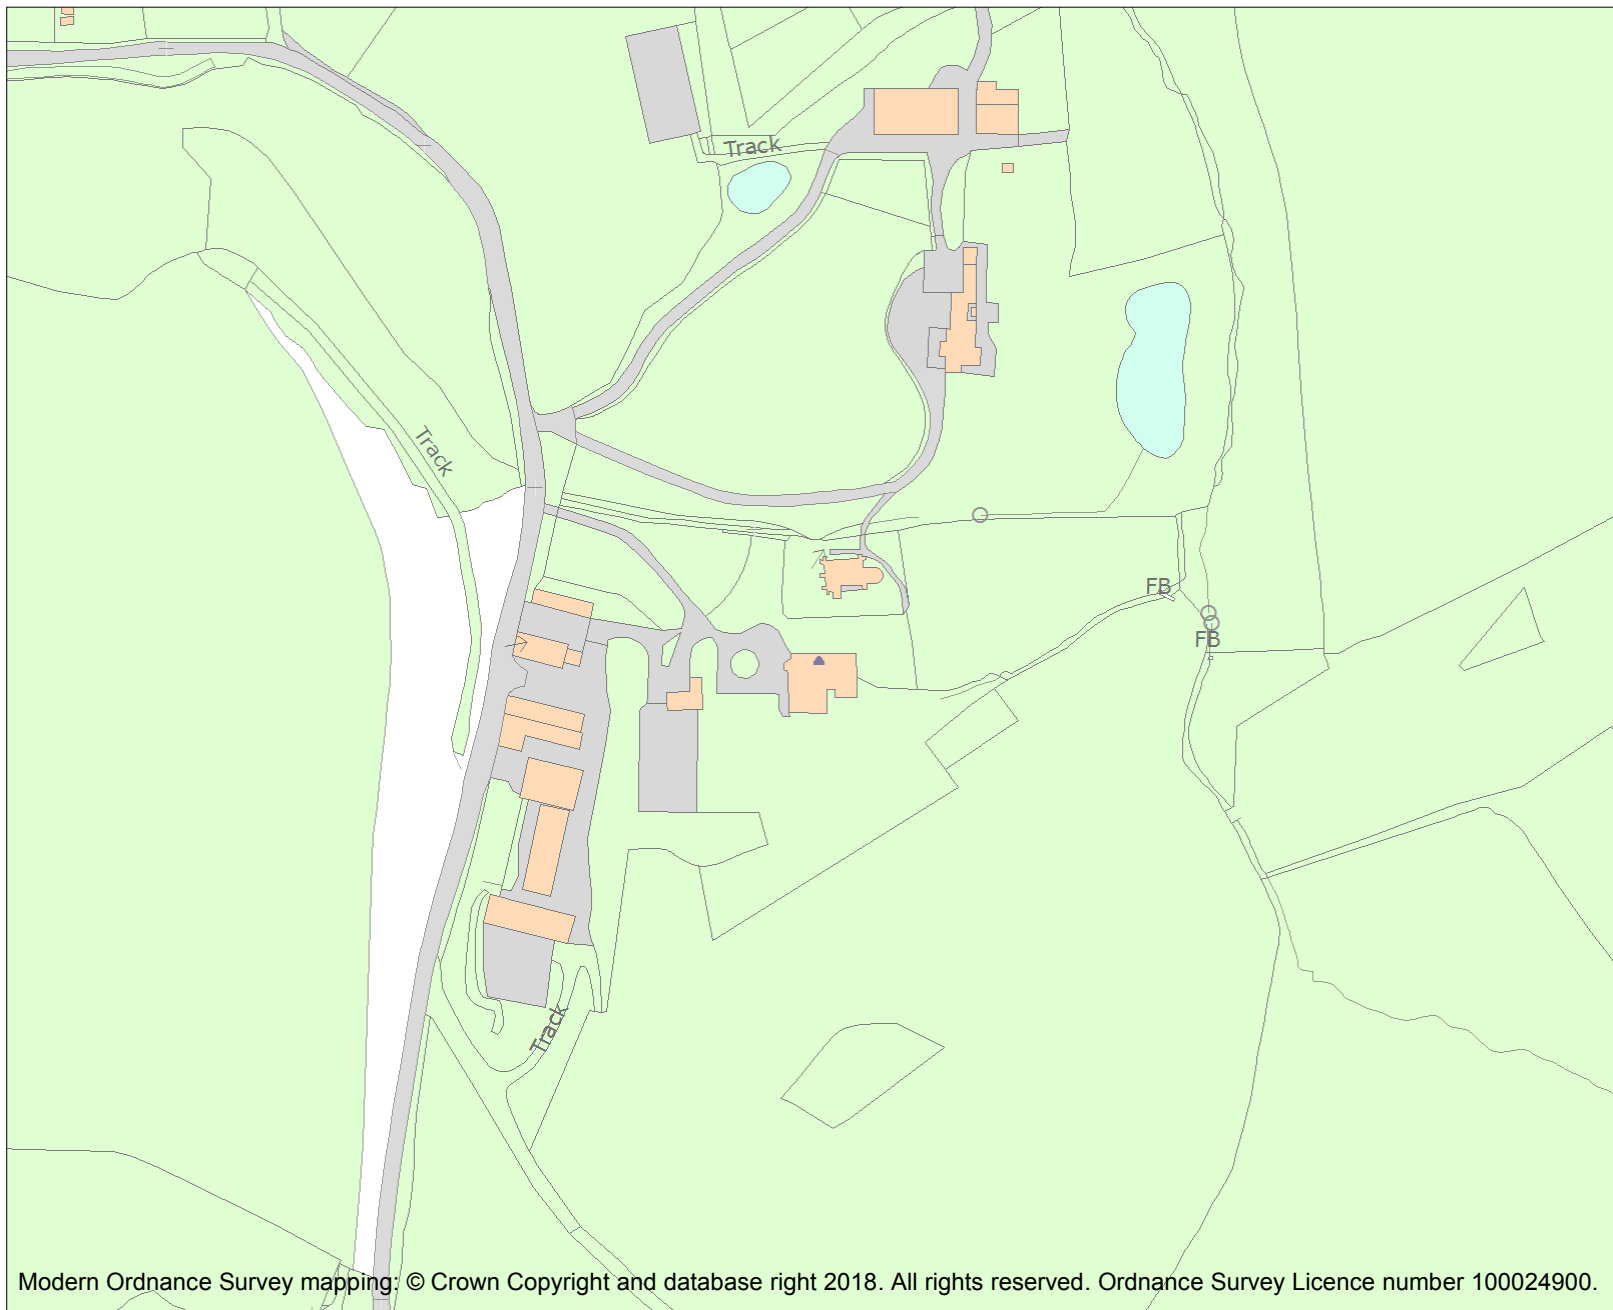 Track
Track
FB
FB
Track
Modern Ordnance Survey mapping: © Crown Copyright and database right 2018. All rights reserved. Ordnance Survey Licence number 100024900.